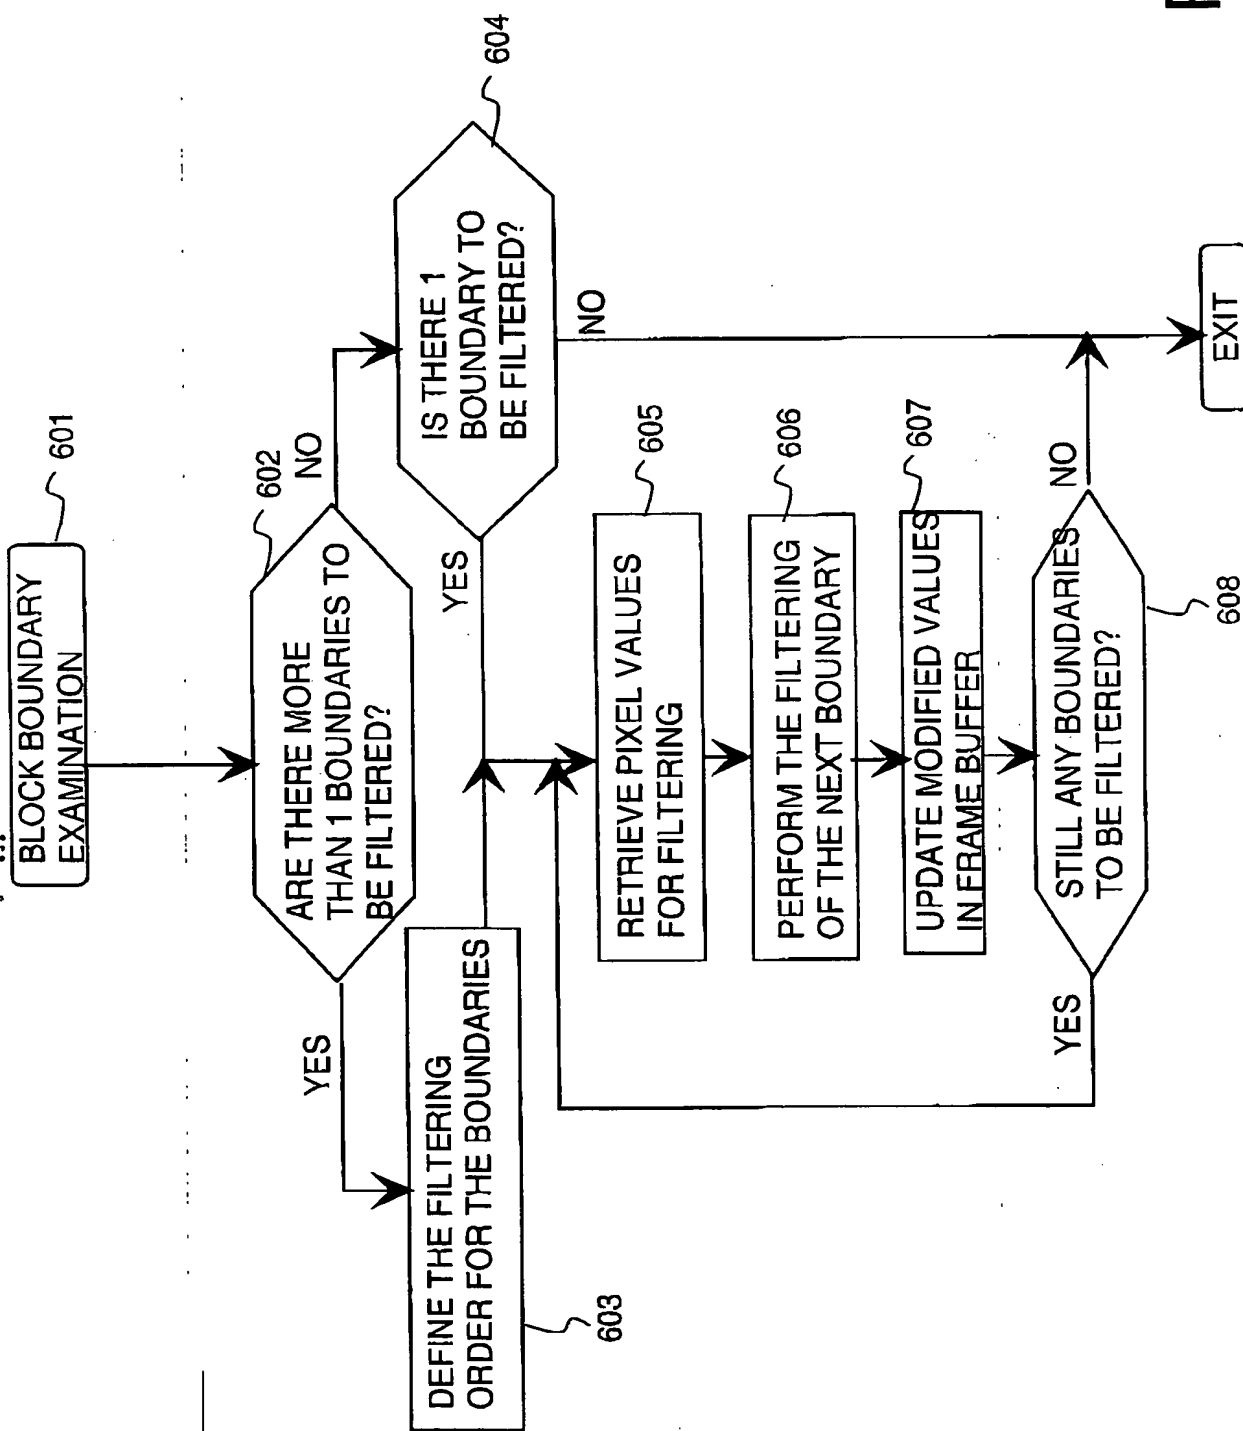 BLOCK BOUNDARY
EXAMINATION
601
ARE THERE MORE
THAN 1 BOUNDARIES TO
BE FILTERED?
602
NO
YES
IS THERE 1
BOUNDARY TO
BE FILTERED?
604
YES
NO
DEFINE THE FILTERING
ORDER FOR THE BOUNDARIES
603
RETRIEVE PIXEL VALUES
FOR FILTERING
605
PERFORM THE FILTERING
OF THE NEXT BOUNDARY
606
UPDATE MODIFIED VALUES
IN FRAME BUFFER
607
STILL ANY BOUNDARIES
TO BE FILTERED?
608
YES
NO
EXIT